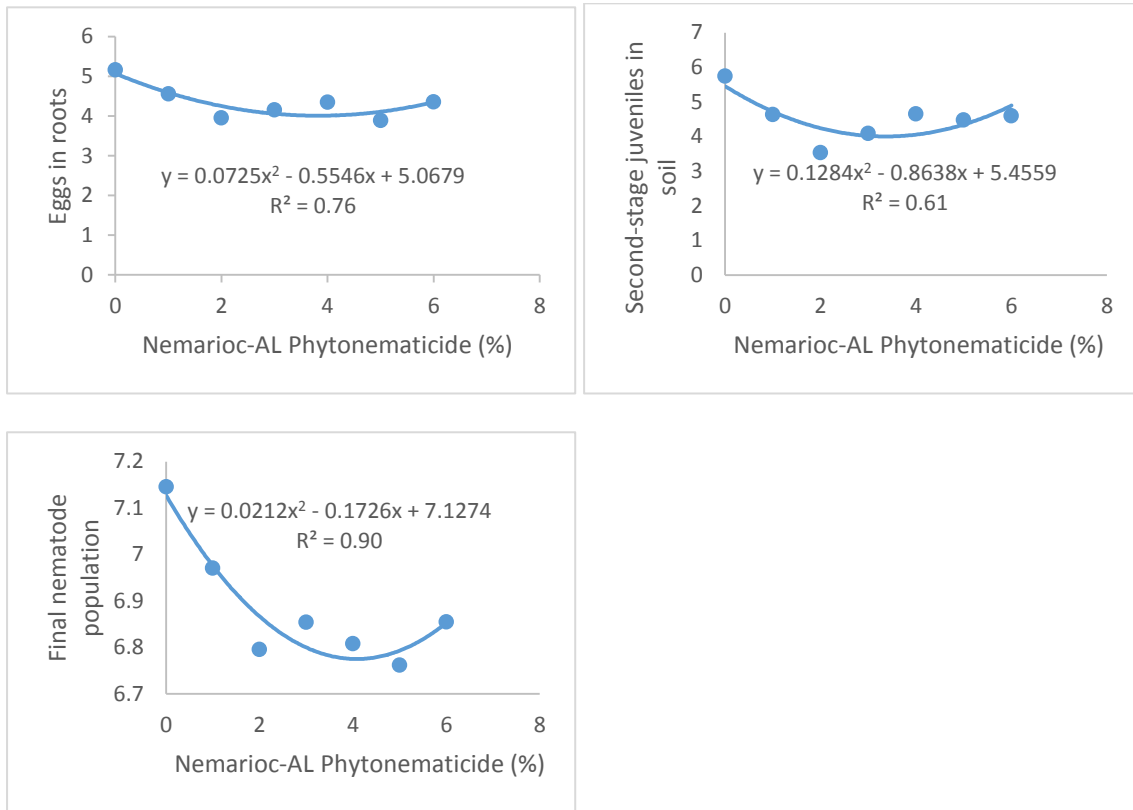 Eggs in roots
6
5
4
3
2
1
0
y = 0.0725x² - 0.5546x + 5.0679
R² = 0.76
0 2 4 6 8
Nemarioc-AL Phytonematicide (%)
Second-stage juveniles in
soil
7
6
5
4
3
2
1
0
y = 0.1284x² - 0.8638x + 5.4559
R² = 0.61
0 2 4 6 8
Nemarioc-AL Phytonematicide (%)
Final nematode
population
7.2
7.1
7
6.9
6.8
6.7
y = 0.0212x² - 0.1726x + 7.1274
R² = 0.90
0 2 4 6 8
Nemarioc-AL Phytonematicide (%)